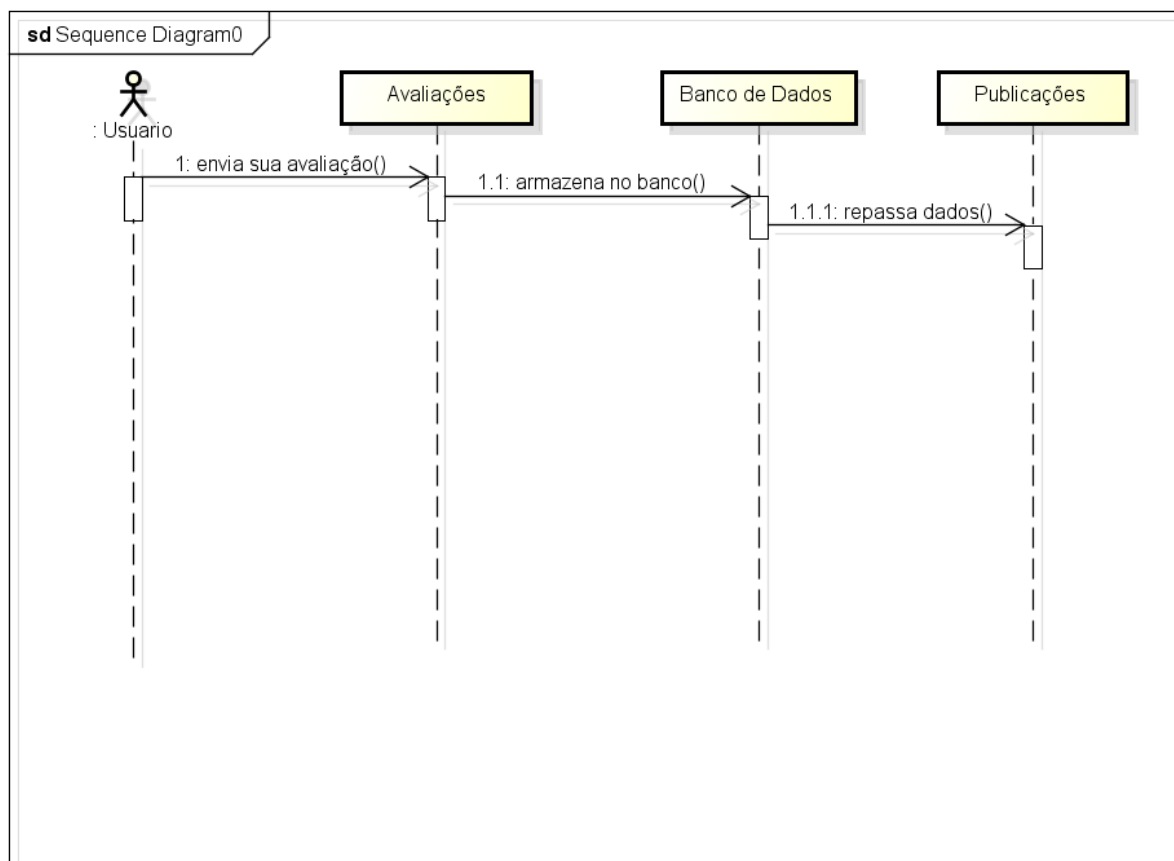 sd Sequence Diagram0
Avaliações
Banco de Dados
Publicações
: Usuario
1: envia sua avaliação()
1.1: armazena no banco()
1.1.1: repassa dados()